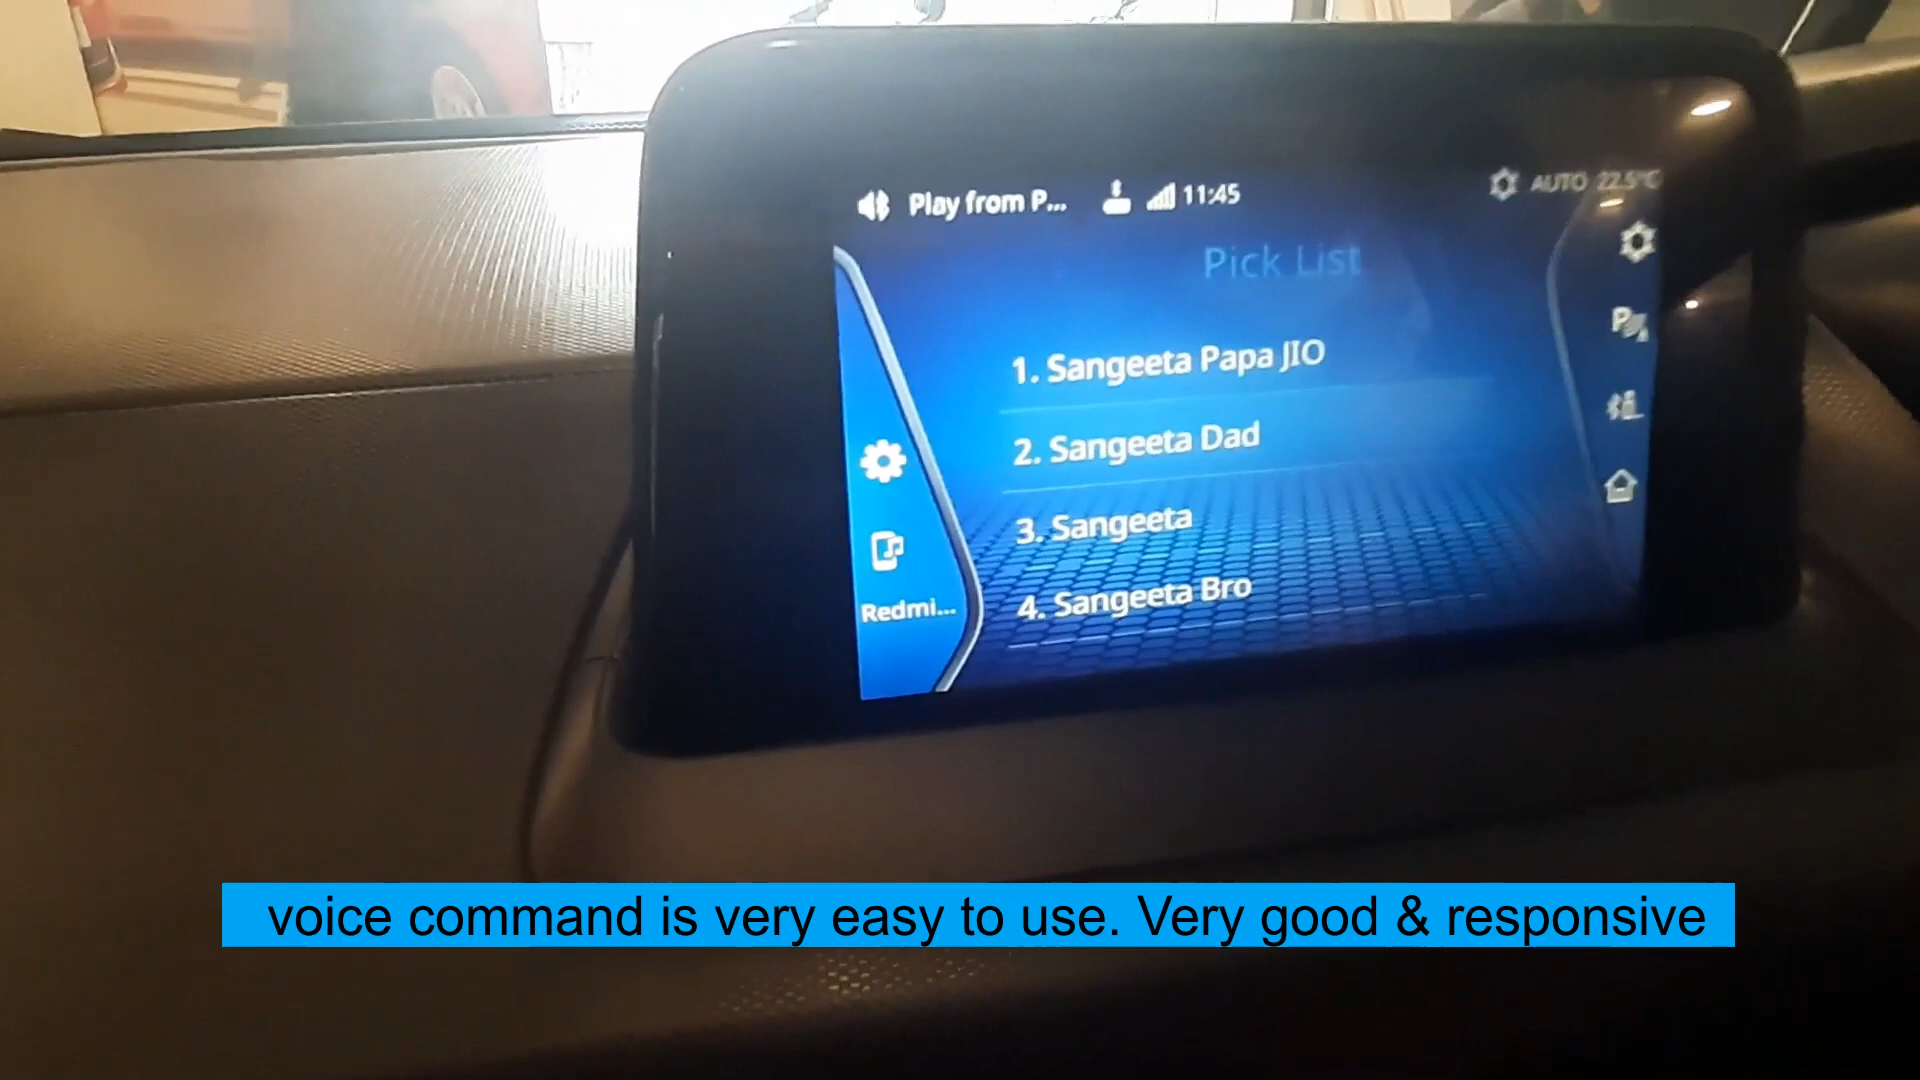 Play from P... 11:45
AUTO 22.5°C
Pick List
1. Sangeeta Papa JIO
2. Sangeeta Dad
3. Sangeeta
4. Sangeeta Bro
Redmi...
voice command is very easy to use. Very good & responsive